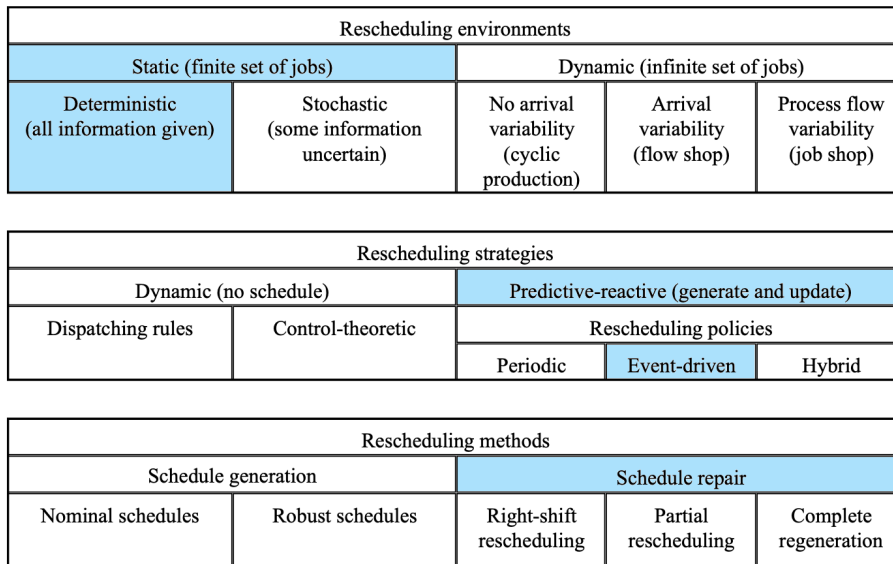 Rescheduling environments
Static (finite set of jobs)
Dynamic (infinite set of jobs)
Deterministic
(all information given)
Stochastic
(some information
uncertain)
No arrival
variability
(cyclic
production)
Arrival
variability
(flow shop)
Process flow
variability
(job shop)
Rescheduling strategies
Dynamic (no schedule)
Predictive-reactive (generate and update)
Dispatching rules
Control-theoretic
Rescheduling policies
Periodic
Event-driven
Hybrid
Rescheduling methods
Schedule generation
Schedule repair
Nominal schedules
Robust schedules
Right-shift
rescheduling
Partial
rescheduling
Complete
regeneration